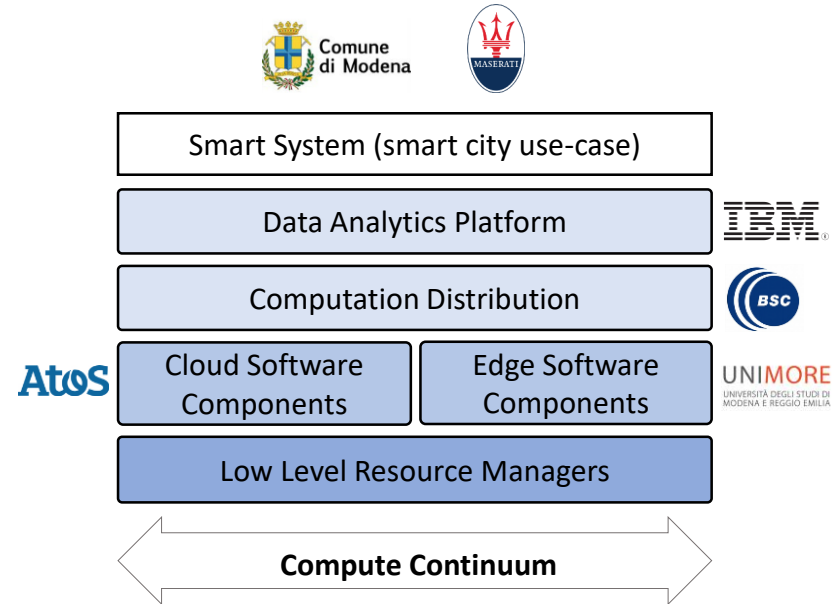 Comune
di Modena
MASERATI
Smart System (smart city use-case)
Data Analytics Platform
IBM®
Computation Distribution
BSC
Atos
Cloud Software
Components
Edge Software
Components
UNIMORE
UNIVERSITÀ DEGLI STUDI DI
MODENA E REGGIO EMILIA
Low Level Resource Managers
Compute Continuum